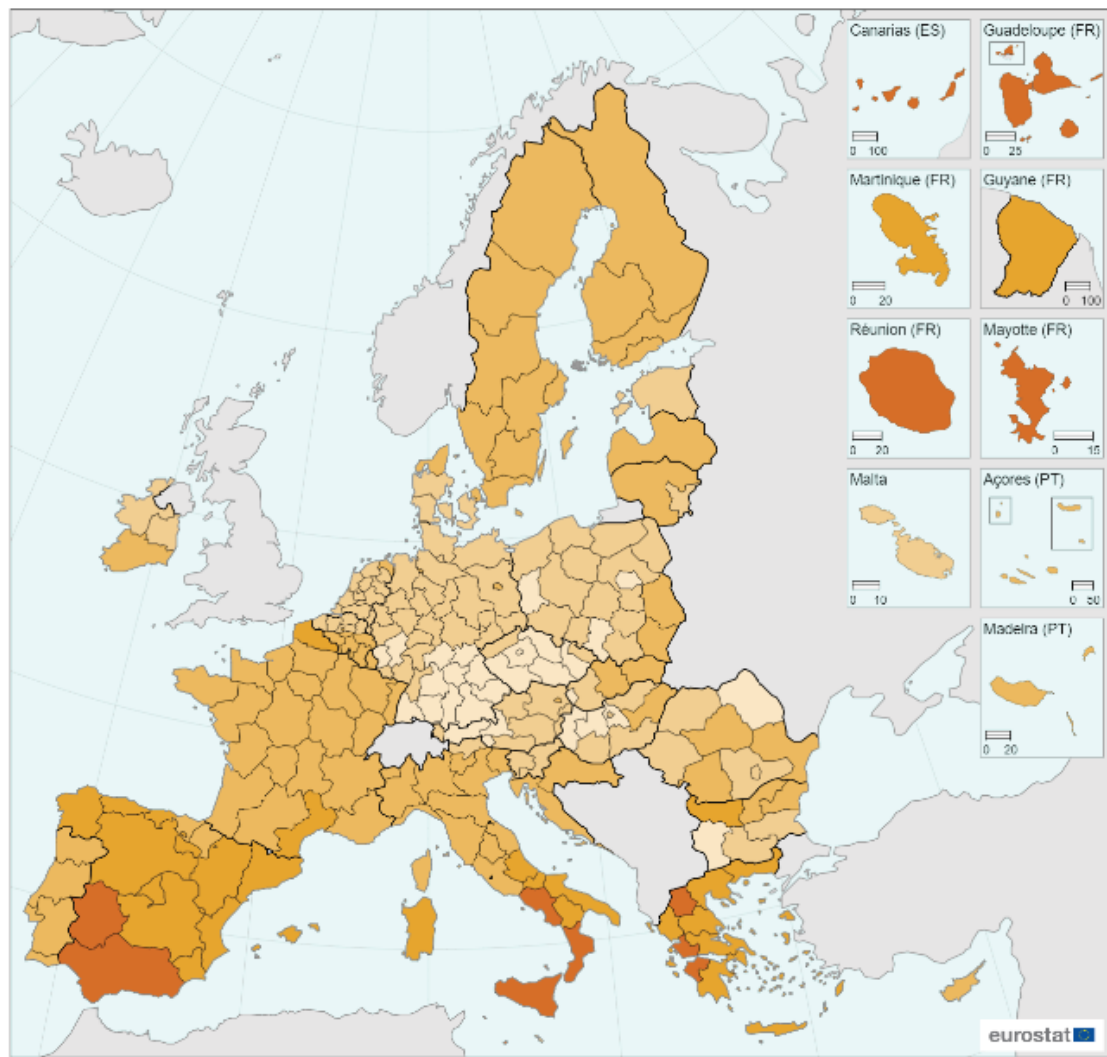 Canarias (ES)
0 100
Guadeloupe (FR)
0 25
Martinique (FR)
0 20
Guyane (FR)
0 100
Réunion (FR)
0 20
Mayotte (FR)
0 15
Malta
0 10
Açores (PT)
0 50
Madeira (PT)
0 20
eurostat